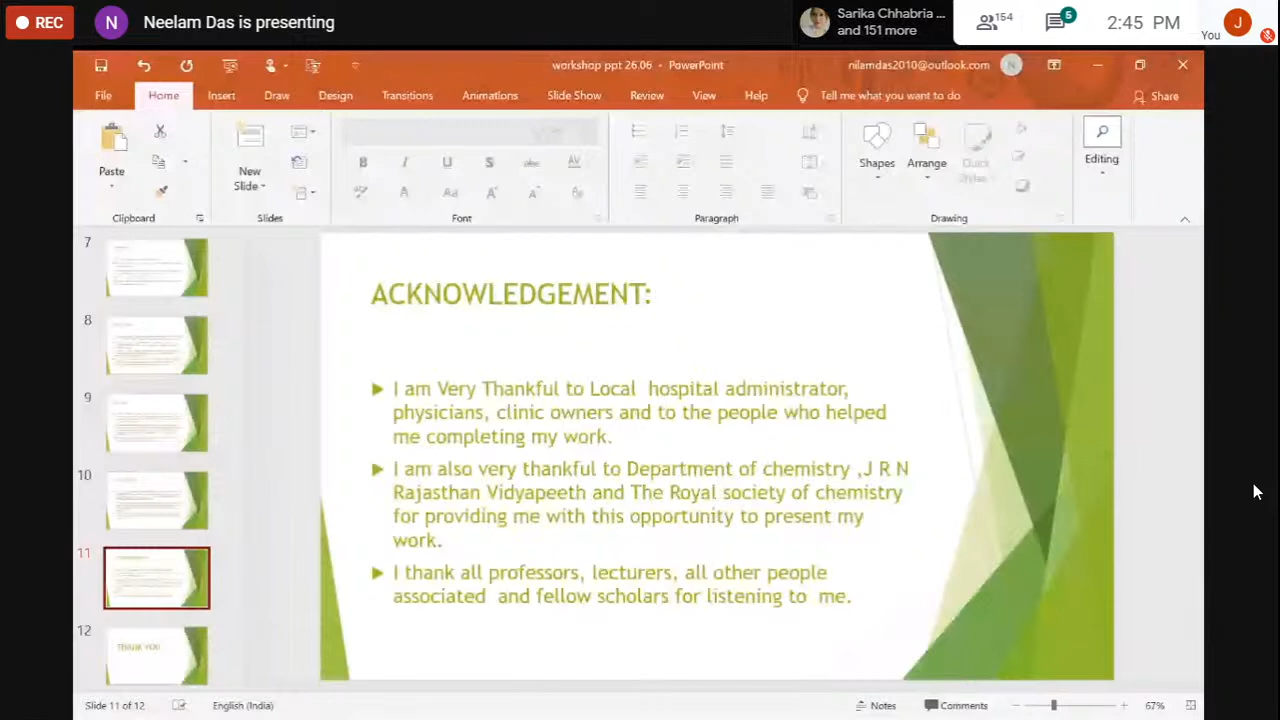 REC
N
Neelam Das is presenting
Sarika Chhabria ...
and 151 more
154
5
2:45 PM
You
J
workshop ppt 26.06 - PowerPoint
nilamdas2010@outlook.com
N
File
Home
Insert
Draw
Design
Transitions
Animations
Slide Show
Review
View
Help
Tell me what you want to do
Share
Paste
New
Slide
B
I
U
S
abc
AV
A
Aa
A
A
Shapes
Arrange
Quick
Styles
Editing
Clipboard
Slides
Font
Paragraph
Drawing
7
8
9
10
11
12
THANK YOU
ACKNOWLEDGEMENT:
I am Very Thankful to Local hospital administrator,
physicians, clinic owners and to the people who helped
me completing my work.
I am also very thankful to Department of chemistry ,J R N
Rajasthan Vidyapeeth and The Royal society of chemistry
for providing me with this opportunity to present my
work.
I thank all professors, lecturers, all other people
associated and fellow scholars for listening to me.
Slide 11 of 12
English (India)
Notes
Comments
67%